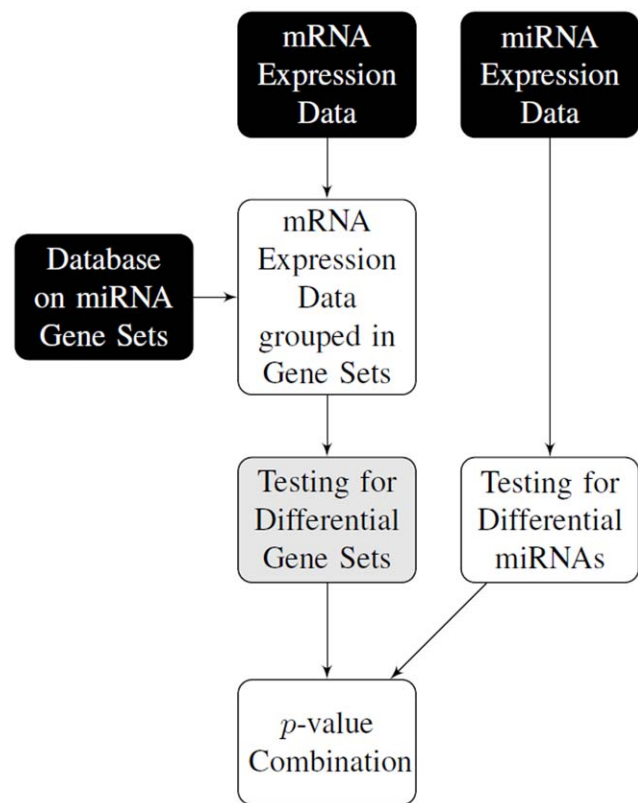 mRNA
Expression
Data
miRNA
Expression
Data
Database
on miRNA
Gene Sets
mRNA
Expression
Data
grouped in
Gene Sets
Testing for
Differential
Gene Sets
Testing for
Differential
miRNAs
p-value
Combination